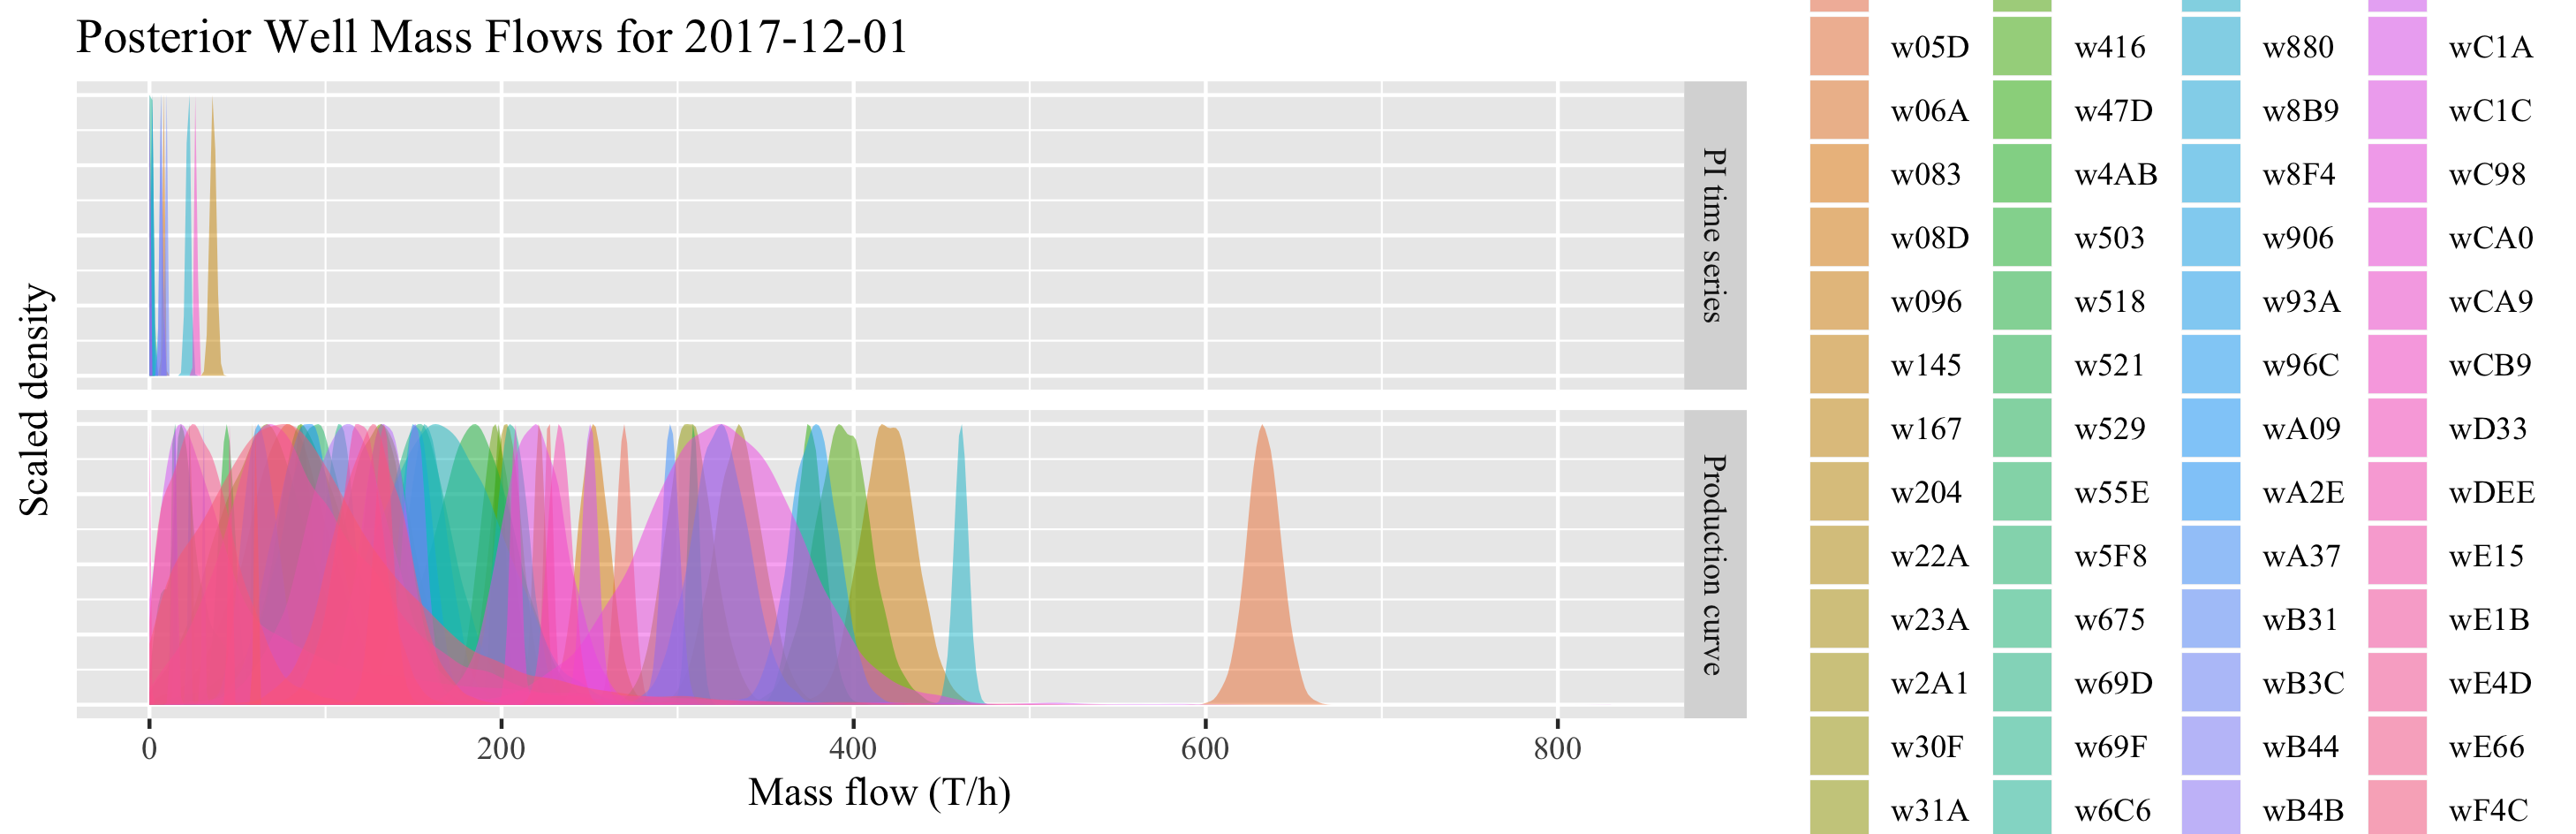 Posterior Well Mass Flows for 2017-12-01
Scaled density
PI time series
Production curve
0 200 400 600 800
Mass flow (T/h)
w05D w416 w880 wC1A
w06A w47D w8B9 wC1C
w083 w4AB w8F4 wC98
w08D w503 w906 wCA0
w096 w518 w93A wCA9
w145 w521 w96C wCB9
w167 w529 wA09 wD33
w204 w55E wA2E wDEE
w22A w5F8 wA37 wE15
w23A w675 wB31 wE1B
w2A1 w69D wB3C wE4D
w30F w69F wB44 wE66
w31A w6C6 wB4B wF4C